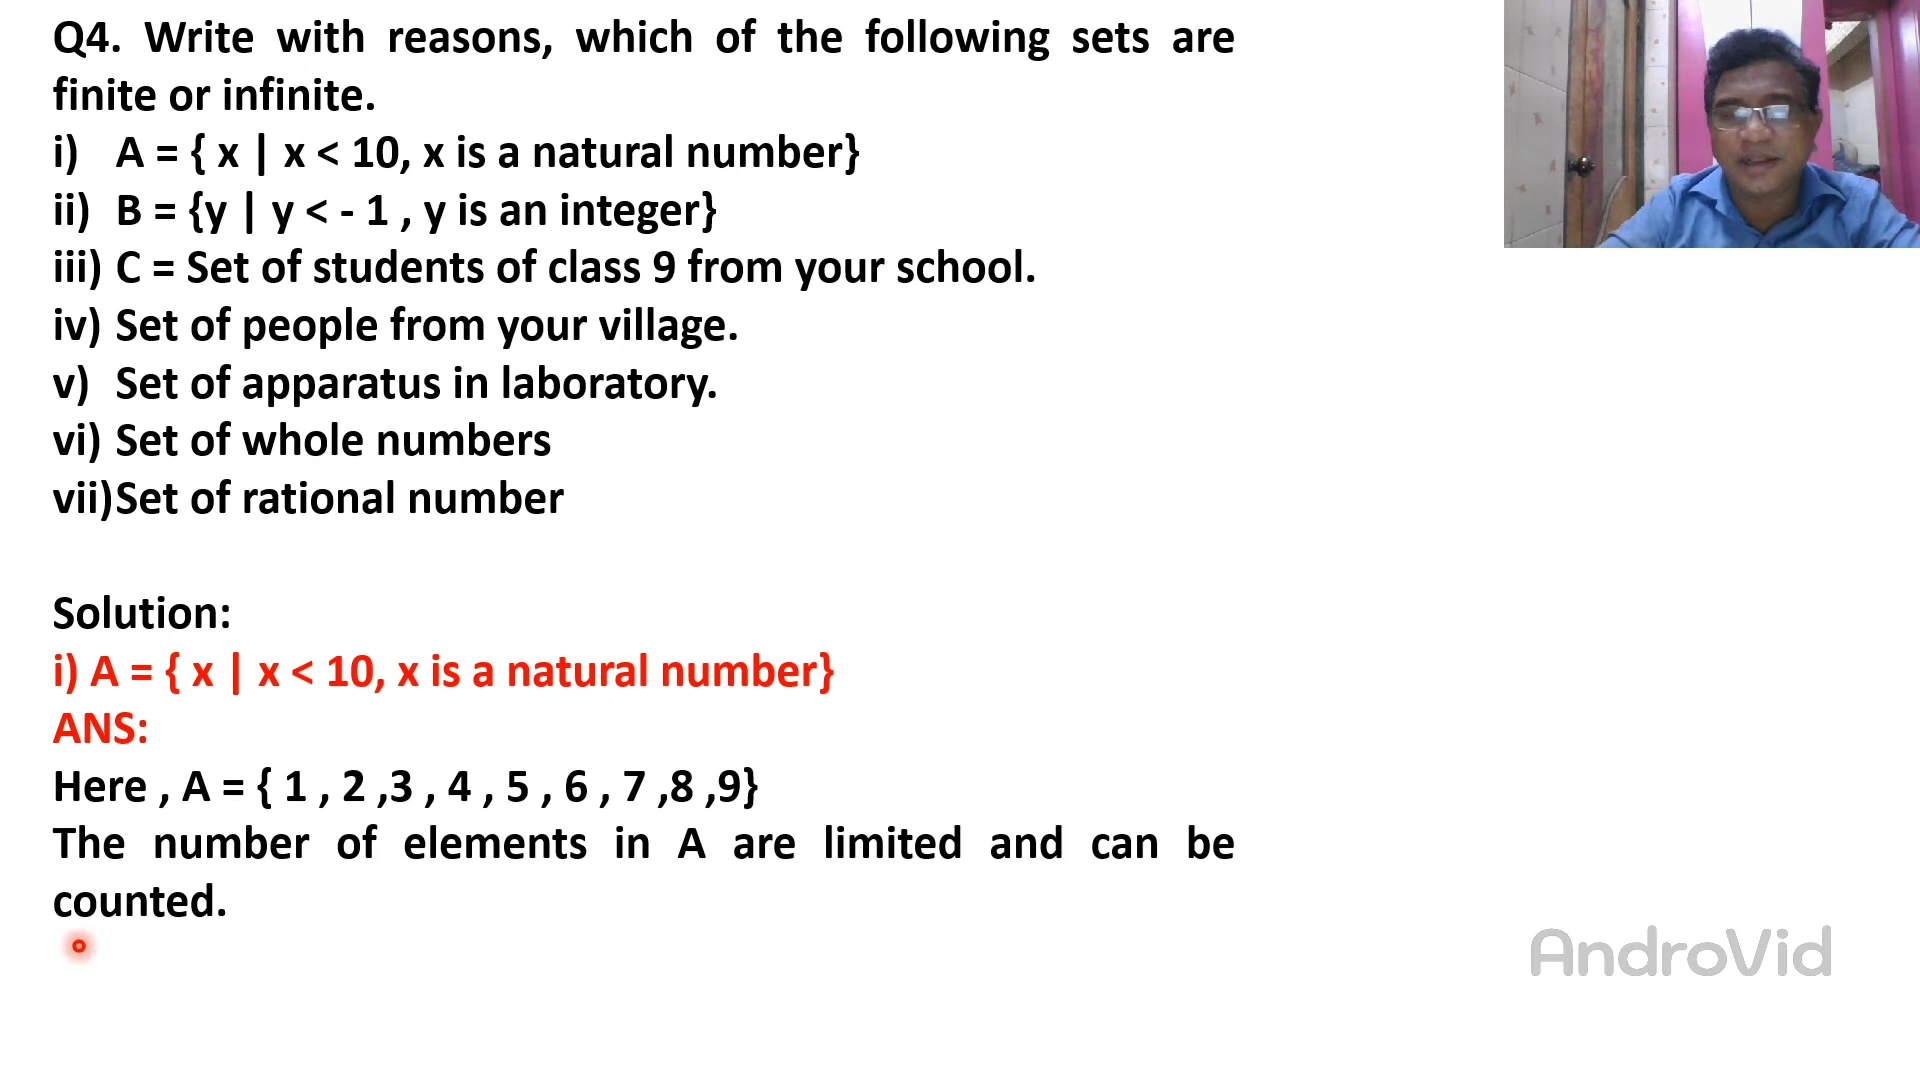 Q4. Write with reasons, which of the following sets are
finite or infinite.
i) A = { x | x < 10, x is a natural number}
ii) B = {y | y < - 1 , y is an integer}
iii) C = Set of students of class 9 from your school.
iv) Set of people from your village.
v) Set of apparatus in laboratory.
vi) Set of whole numbers
vii)Set of rational number
Solution:
i) A = { x | x < 10, x is a natural number}
ANS:
Here , A = { 1 , 2 ,3 , 4 , 5 , 6 , 7 ,8 ,9}
The number of elements in A are limited and can be
counted.
AndroVid